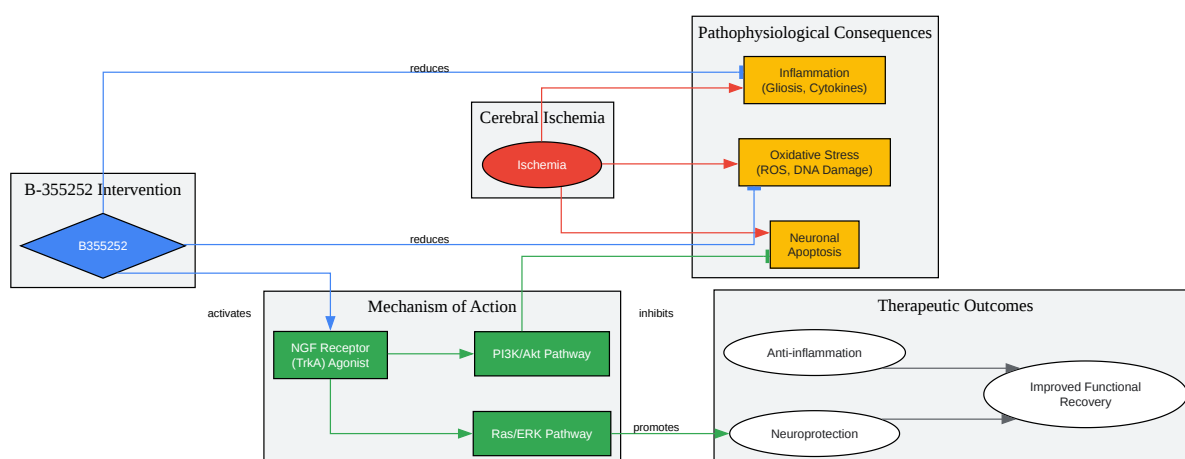 Pathophysiological Consequences
reduces
Inflammation
(Gliosis, Cytokines)
Cerebral Ischemia
Ischemia
Oxidative Stress
(ROS, DNA Damage)
B-355252 Intervention
B355252
reduces
Neuronal
Apoptosis
activates
Mechanism of Action
inhibits
Therapeutic Outcomes
NGF Receptor
(TrkA) Agonist
PI3K/Akt Pathway
Anti-inflammation
Improved Functional
Recovery
Ras/ERK Pathway
promotes
Neuroprotection